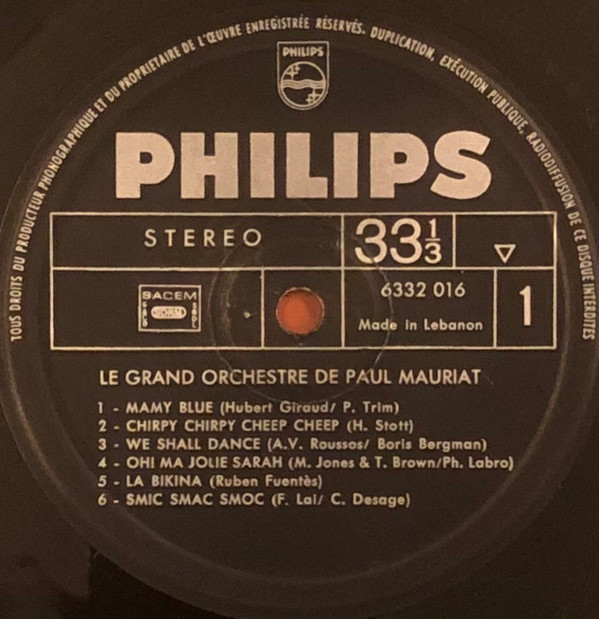 TOUS DROITS DU PRODUCTEUR PHONOGRAPHIQUE ET DU PROPRIETAIRE DE L'ŒUVRE ENREGISTRÉE RÉSERVÉS. DUPLICATION, EXÉCUTION PUBLIQUE, RADIODIFFUSION DE CE DISQUE INTERDITES
PHILIPS
PHILIPS
STEREO
33 1/3
▽
SACEM
6332 016
Made in Lebanon
1
LE GRAND ORCHESTRE DE PAUL MAURIAT
1 - MAMY BLUE (Hubert Giraud/ P. Trim)
2 - CHIRPY CHIRPY CHEEP CHEEP (H. Stott)
3 - WE SHALL DANCE (A.V. Roussos/ Boris Bergman)
4 - OH! MA JOLIE SARAH (M. Jones & T. Brown/Ph. Labro)
5 - LA BIKINA (Ruben Fuentès)
6 - SMIC SMAC SMOC (F. Lai/ C. Desage)